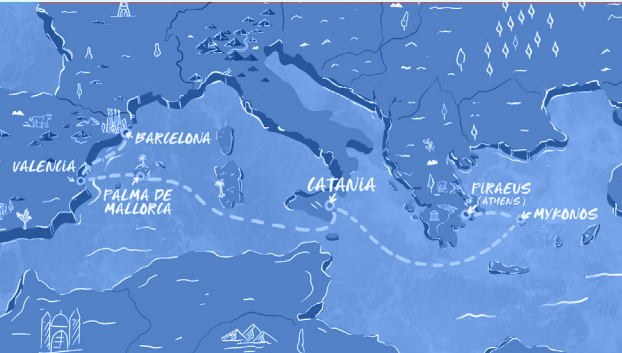 BARCELONA
VALENCIA
PALMA DE
MALLORCA
CATANIA
PIRAEUS
(ATHENS)
MYKONOS